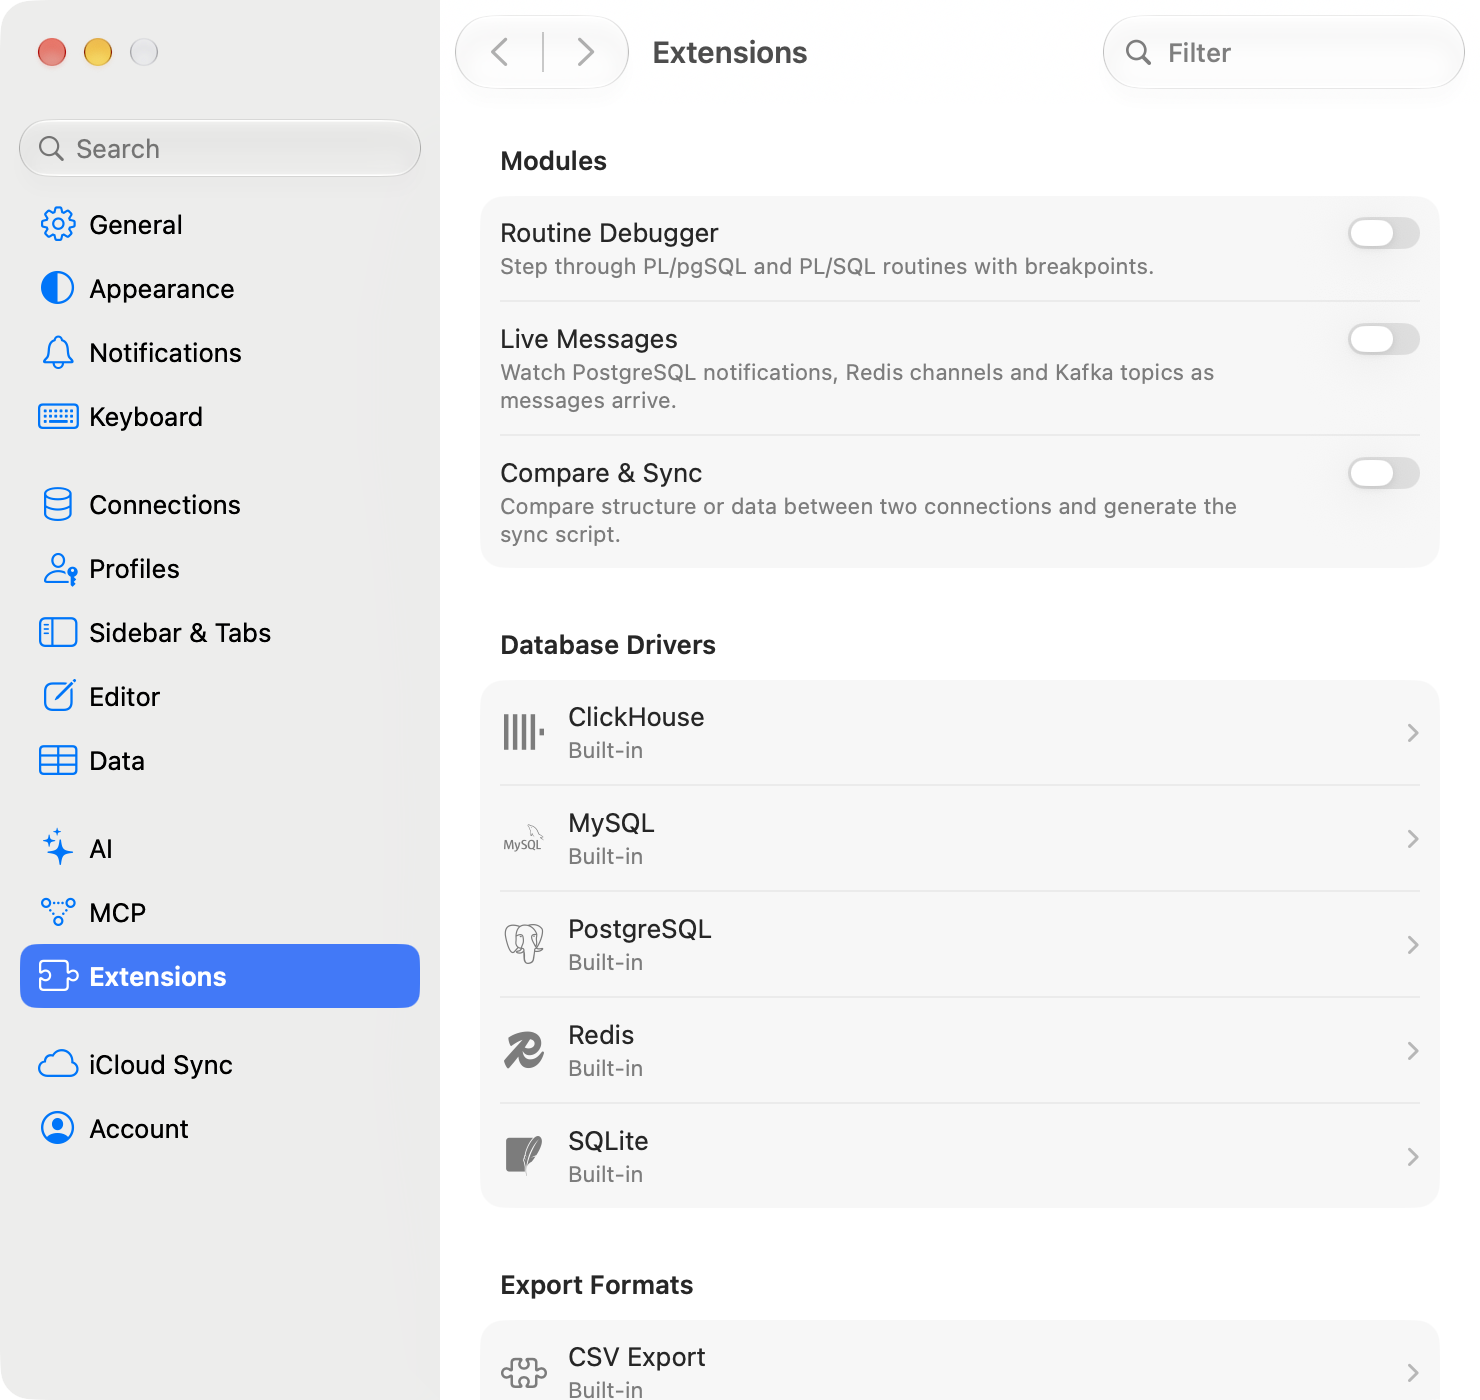 Extensions
Filter
Search
General
Appearance
Notifications
Keyboard
Connections
Profiles
Sidebar & Tabs
Editor
Data
AI
MCP
Extensions
iCloud Sync
Account
Modules
Routine Debugger
Step through PL/pgSQL and PL/SQL routines with breakpoints.
Live Messages
Watch PostgreSQL notifications, Redis channels and Kafka topics as
messages arrive.
Compare & Sync
Compare structure or data between two connections and generate the
sync script.
Database Drivers
ClickHouse
Built-in
MySQL
MySQL
Built-in
PostgreSQL
Built-in
Redis
Built-in
SQLite
Built-in
Export Formats
CSV Export
Built-in